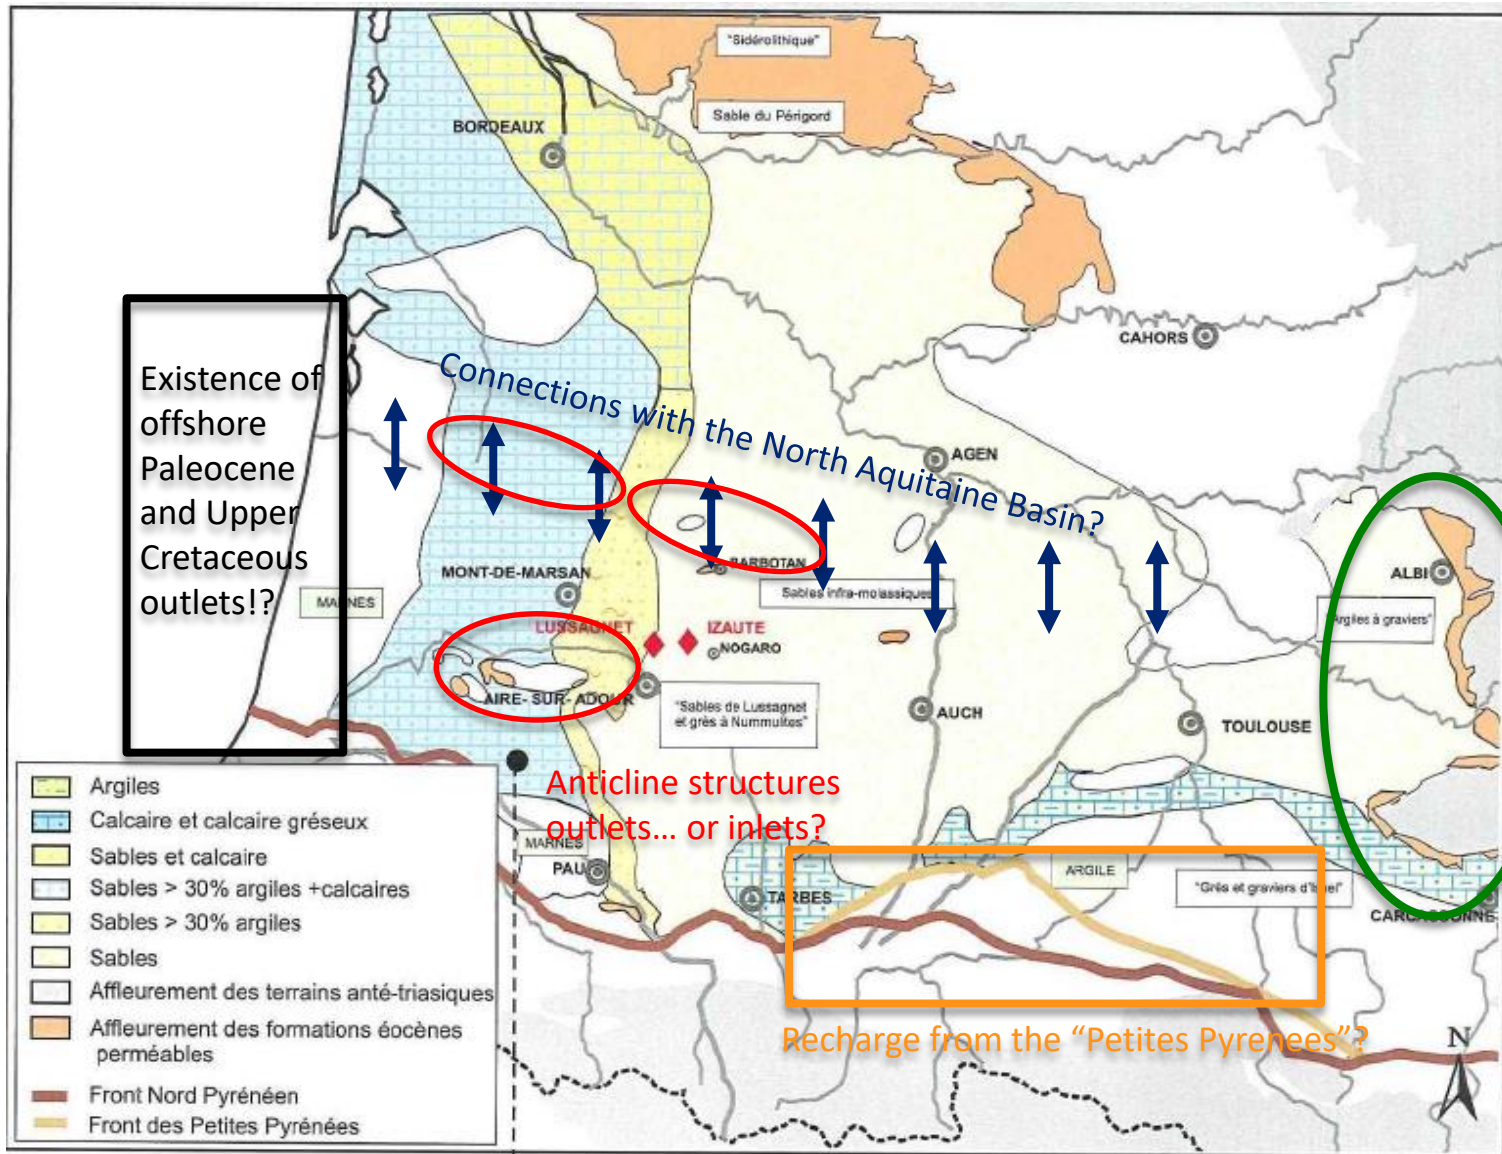 "Sidérolithique"
Sable du Périgord
BORDEAUX
CAHORS
Existence of
offshore
Paleocene
and Upper
Cretaceous
outlets!?
Connections with the North Aquitaine Basin?
AGEN
BARBOTAN
MONT-DE-MARSAN
ALBI
MARNES
Sables infra-molassiques
"Argiles à graviers"
LUSSAGNET
IZAUTE
NOGARO
AIRE-SUR-ADOUR
"Sables de Lussagnet
et grès à Nummulites"
AUCH
TOULOUSE
Anticline structures
outlets... or inlets?
MARNES
PAU
TARBES
ARGILE
"Grès et graviers d'Issel"
CARCASSONNE
Recharge from the "Petites Pyrenees"?
N
Argiles
Calcaire et calcaire gréseux
Sables et calcaire
Sables > 30% argiles +calcaires
Sables > 30% argiles
Sables
Affleurement des terrains anté-triasiques
Affleurement des formations éocènes
perméables
Front Nord Pyrénéen
Front des Petites Pyrénées